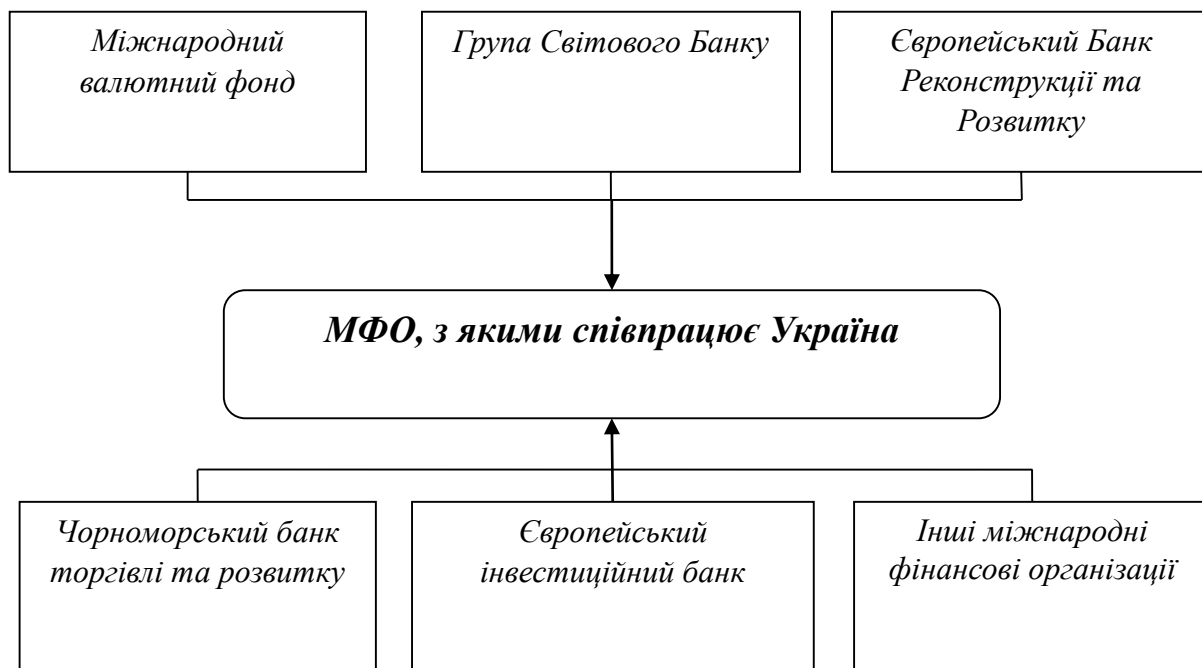 Міжнародний
валютний фонд
Група Світового Банку
Європейський Банк
Реконструкції та
Розвитку
МФО, з якими співпрацює Україна
Чорноморський банк
торгівлі та розвитку
Європейський
інвестиційний банк
Інші міжнародні
фінансові організації